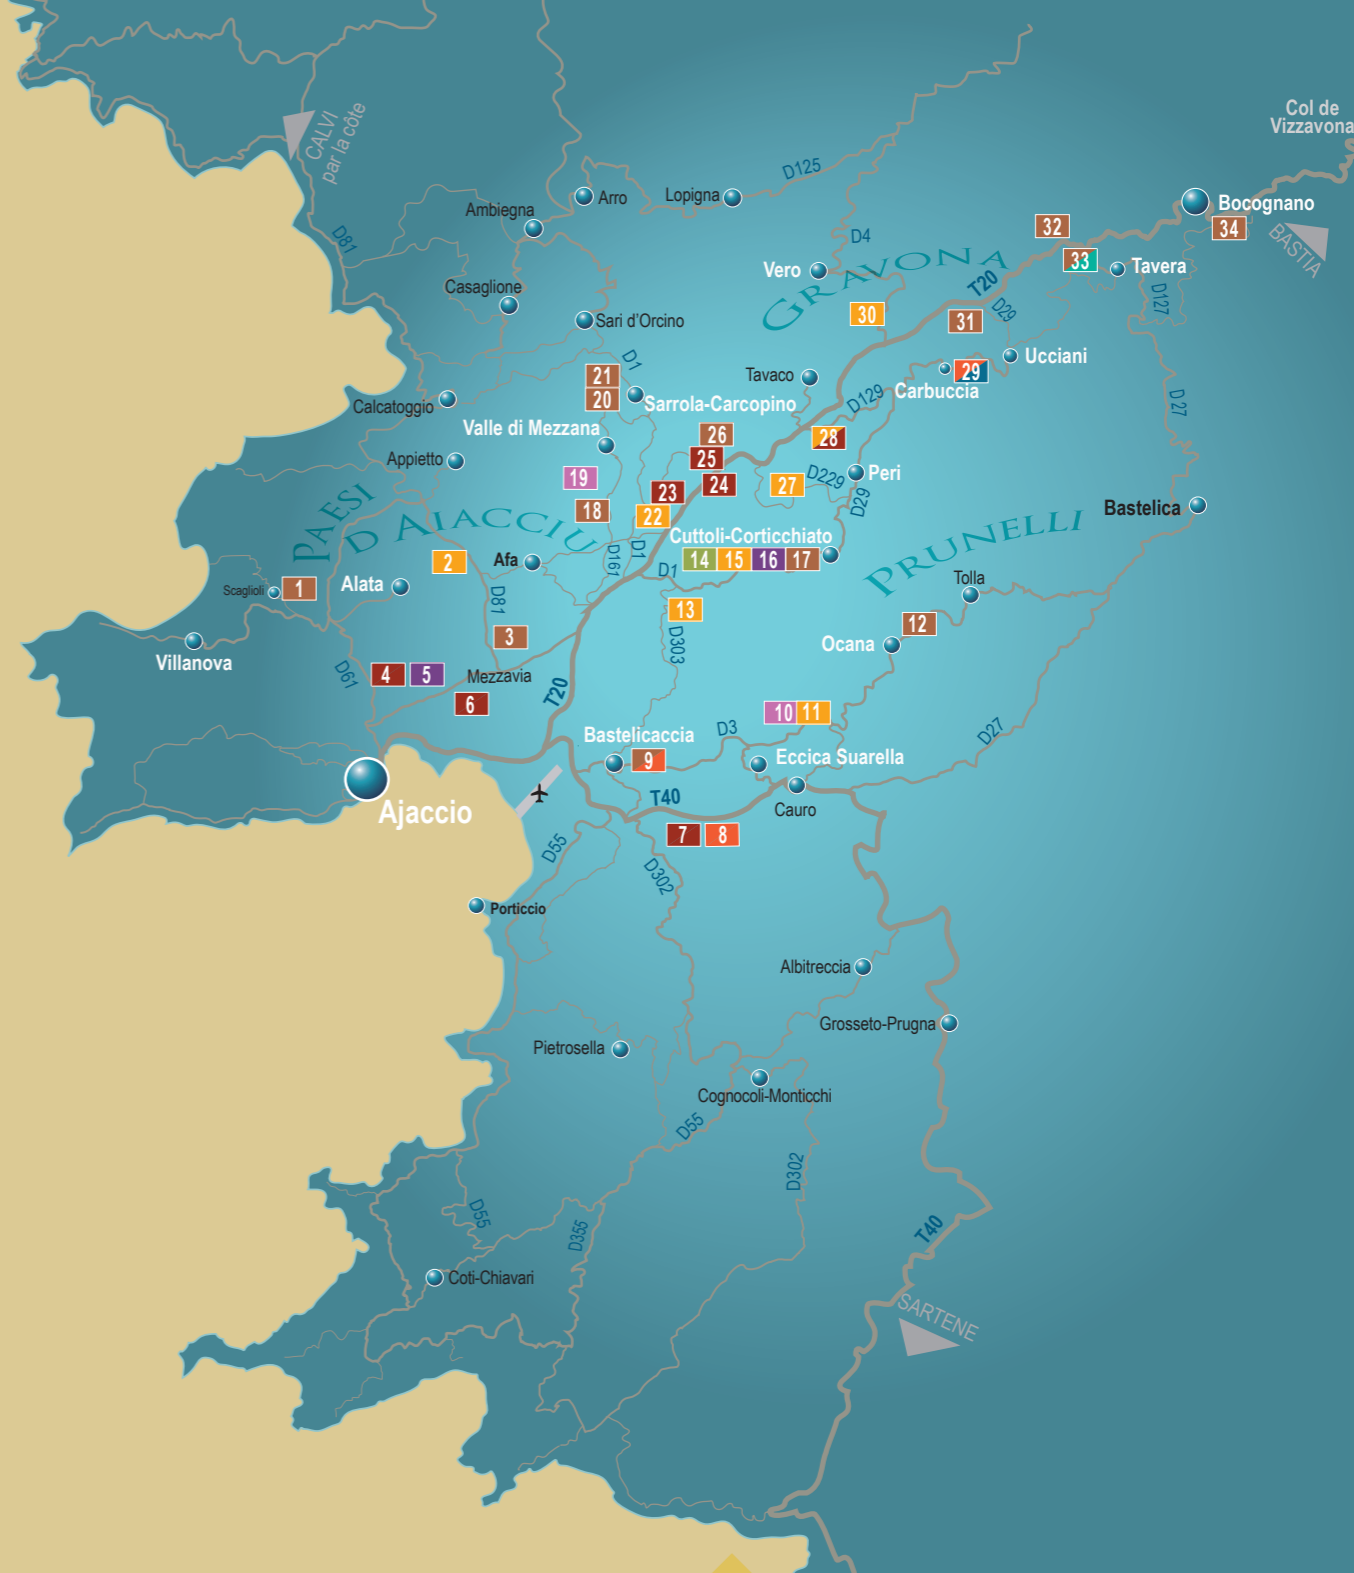 Col de
Vizzavona
CALVI
par la côte
D125
Arro
Lopigna
Ambiegna
Bocognano
32
34
BASTIA
D81
D4
GRAVONA
33
Tavera
Vero
T20
D127
Casaglione
30
D29
31
Sari d'Orcino
D1
Ucciani
21
Tavaco
29
Carbuccia
20
Sarrola-Carcopino
D129
D27
Calcatoggio
Valle di Mezzana
26
28
Appietto
25
19
D229
Peri
23
24
27
18
22
D29
Bastelica
PAESI
D AIACCIU
PRUNELLI
Cuttoli-Corticchiato
2
Afa
D161
D1
14
15
16
17
D1
Tolla
Scaglioli
1
Alata
D81
13
12
3
D303
Ocana
Villanova
D61
4
5
Mezzavia
6
T20
10
11
Bastelicaccia
D3
D27
9
Eccica Suarella
Ajaccio
T40
Cauro
7
8
D55
D302
Porticcio
Albitreccia
Grosseto-Prugna
Pietrosella
Cognocoli-Monticchi
D55
D302
D55
D355
T40
Coti-Chiavari
SARTENE